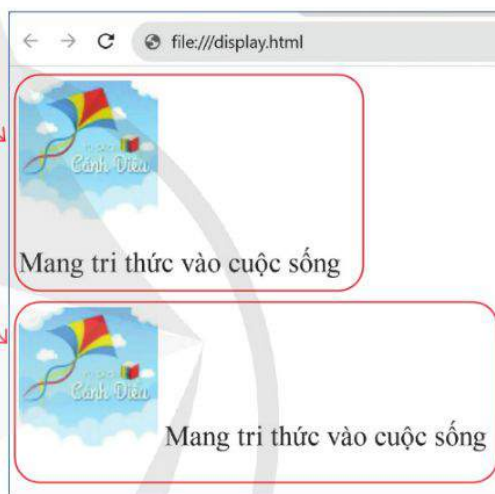 file:///display.html
Cánh Diều
Mang tri thức vào cuộc sống
Cánh Diều
Mang tri thức vào cuộc sống